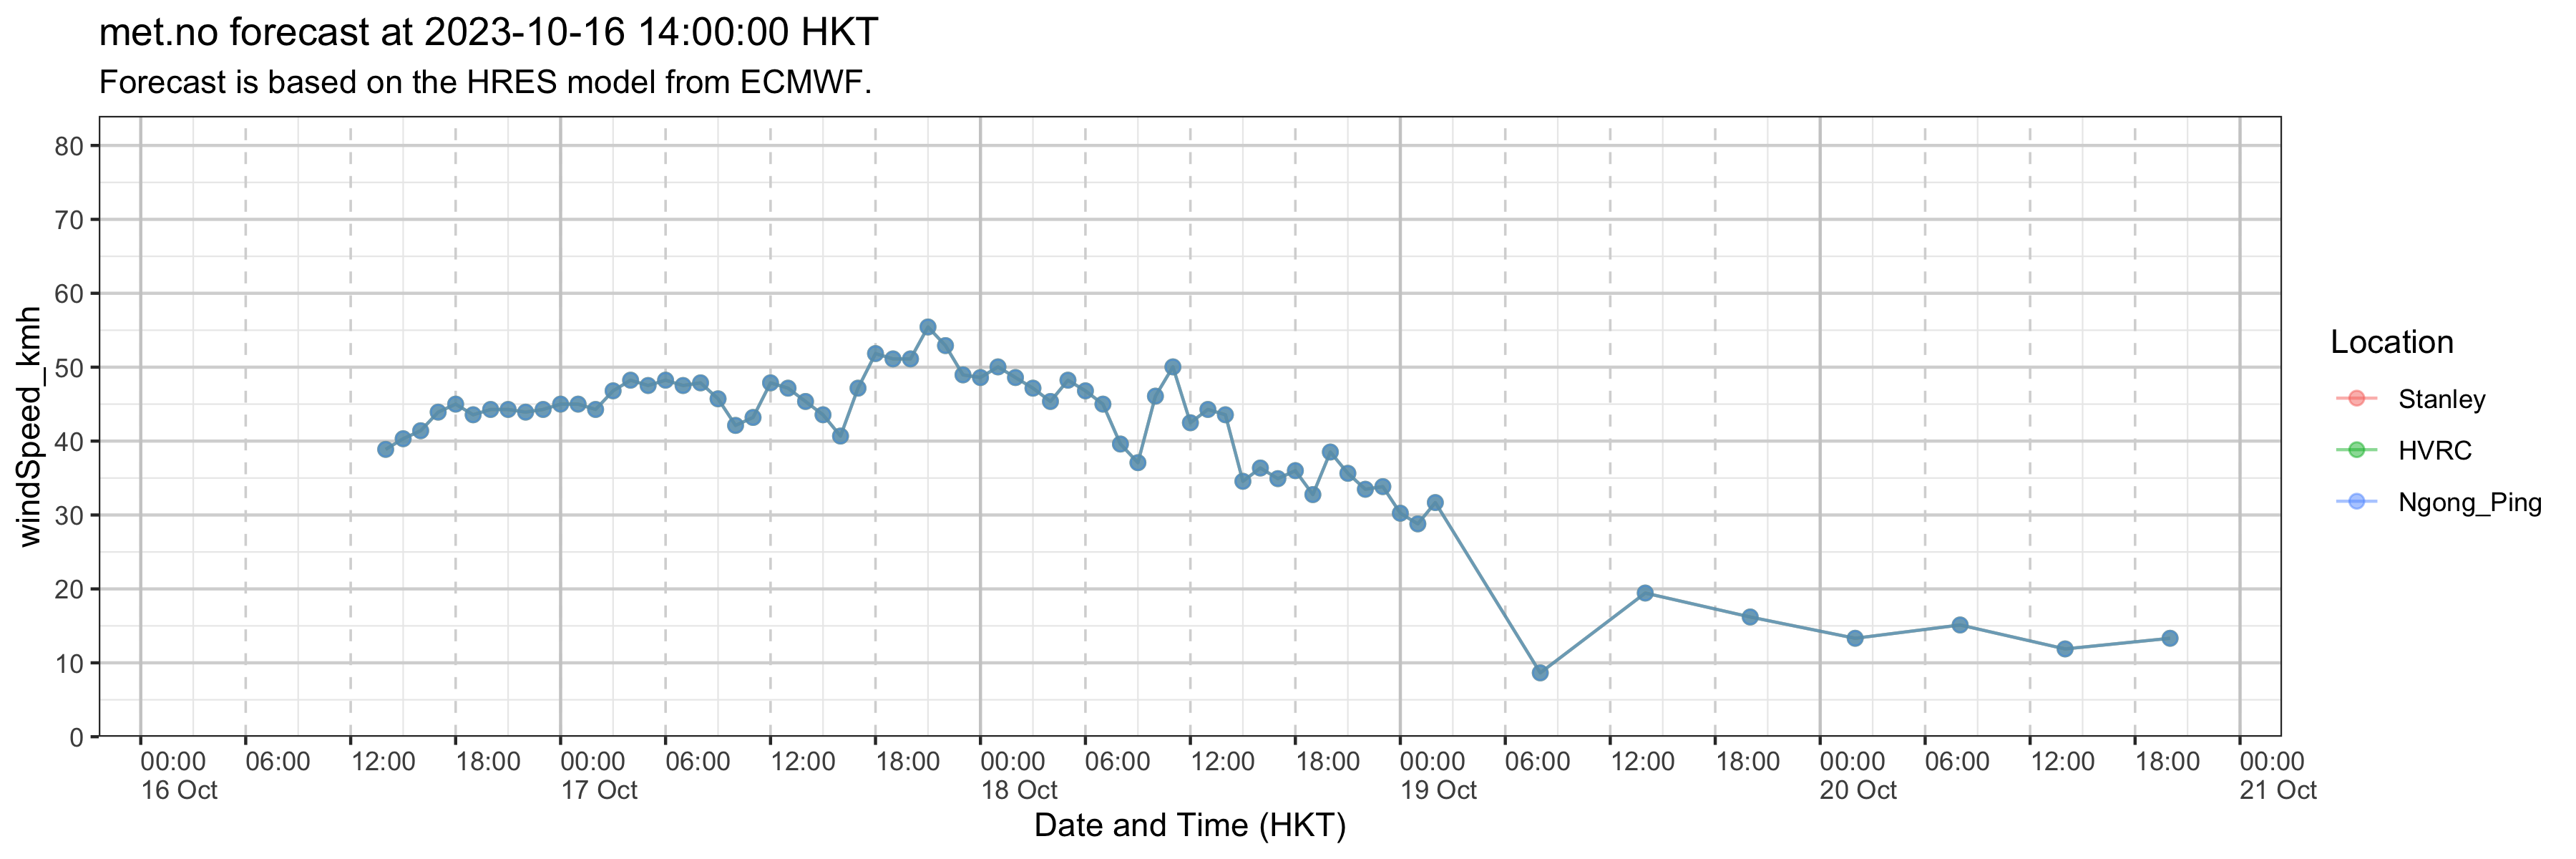 met.no forecast at 2023-10-16 14:00:00 HKT
Forecast is based on the HRES model from ECMWF.
windSpeed_kmh
80
70
60
50
40
30
20
10
0
00:00 06:00 12:00 18:00 00:00 06:00 12:00 18:00 00:00 06:00 12:00 18:00 00:00 06:00 12:00 18:00 00:00 06:00 12:00 18:00 00:00
16 Oct 17 Oct 18 Oct 19 Oct 20 Oct 21 Oct
Date and Time (HKT)
Location
Stanley
HVRC
Ngong_Ping